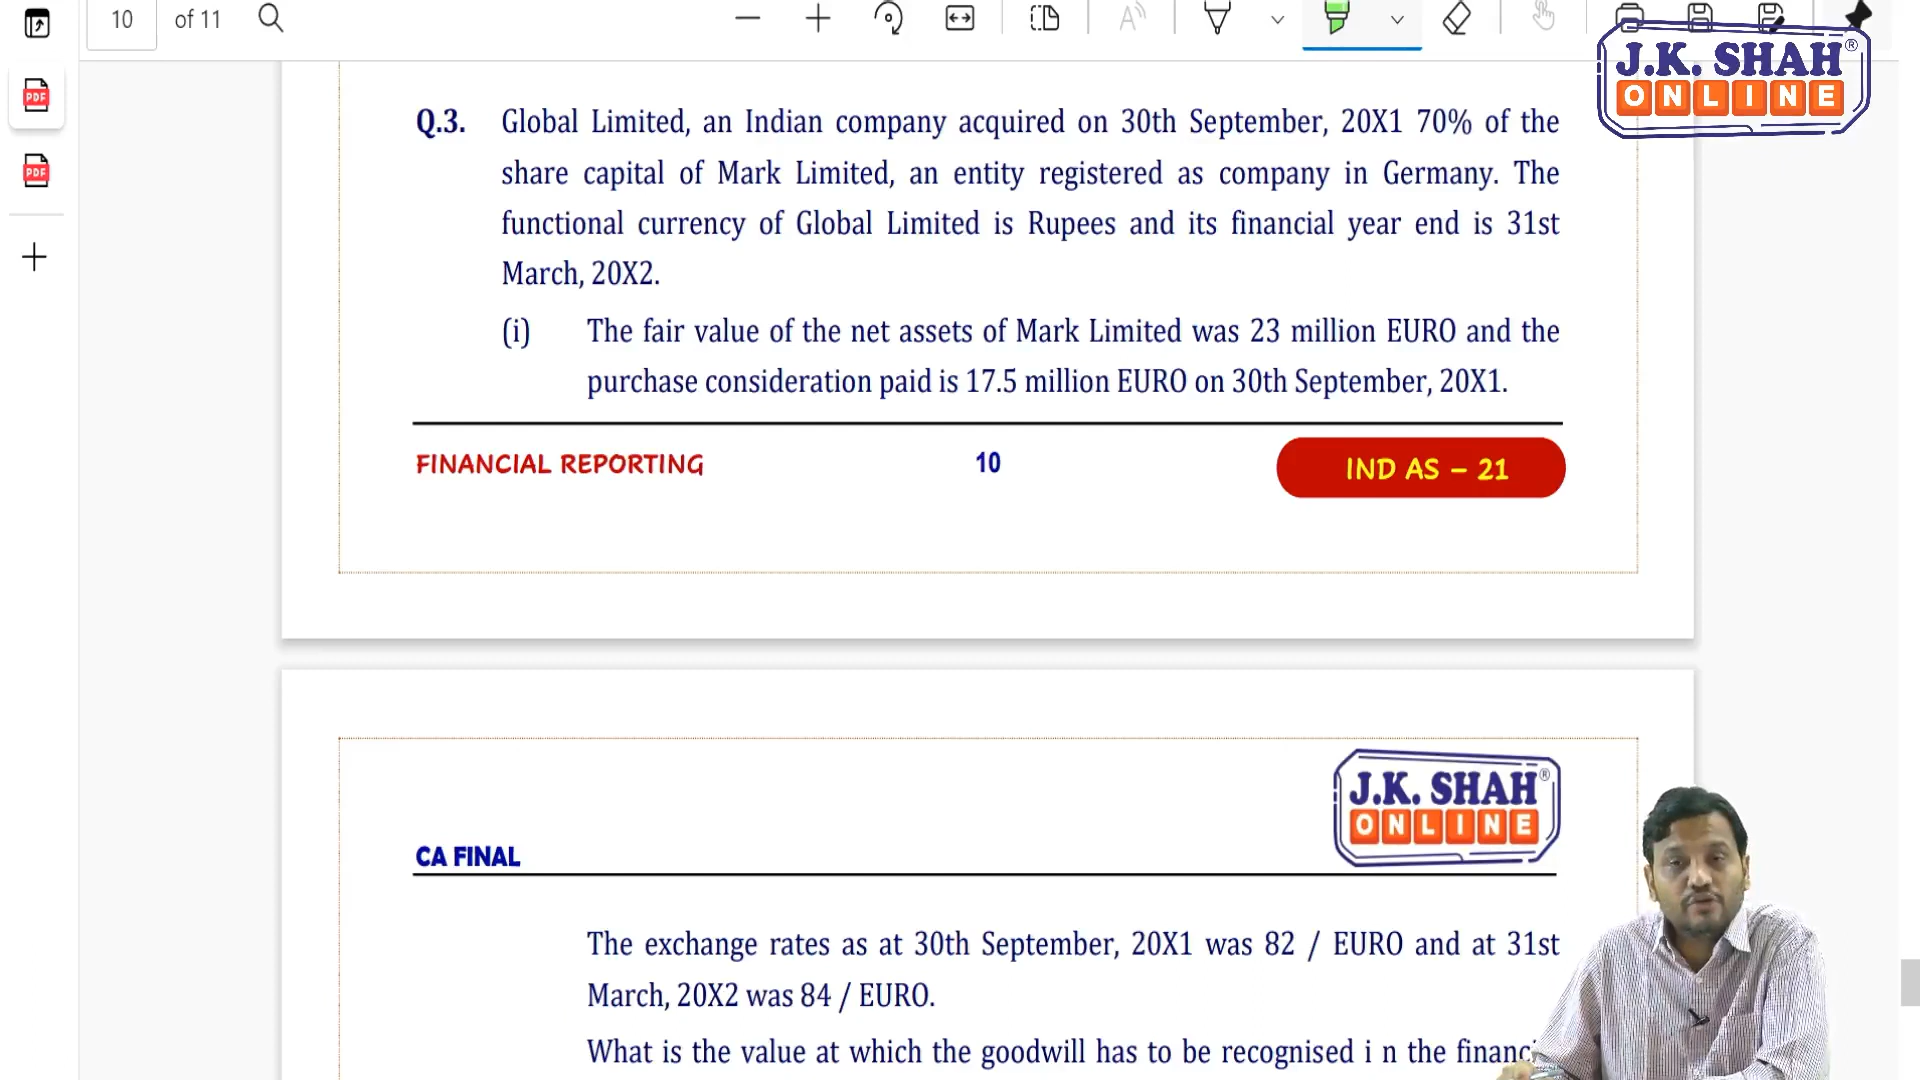 10 of 11
J.K. SHAH®
ONLINE
PDF
PDF
Q.3. Global Limited, an Indian company acquired on 30th September, 20X1 70% of the
share capital of Mark Limited, an entity registered as company in Germany. The
functional currency of Global Limited is Rupees and its financial year end is 31st
March, 20X2.
(i) The fair value of the net assets of Mark Limited was 23 million EURO and the
purchase consideration paid is 17.5 million EURO on 30th September, 20X1.
FINANCIAL REPORTING 10 IND AS – 21
J.K. SHAH®
ONLINE
CA FINAL
The exchange rates as at 30th September, 20X1 was 82 / EURO and at 31st
March, 20X2 was 84 / EURO.
What is the value at which the goodwill has to be recognised i n the financi